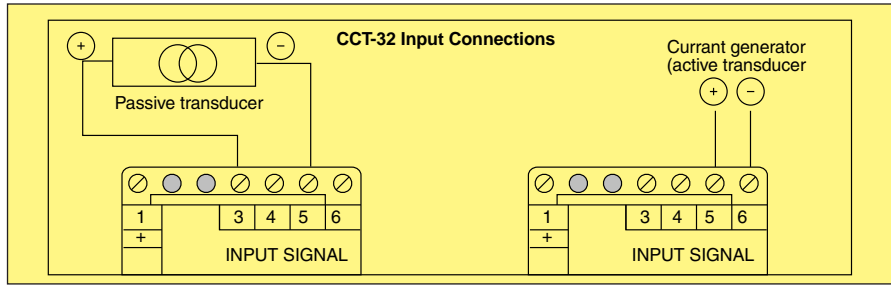 CCT-32 Input Connections
+ −
Passive transducer
Currant generator
(active transducer
+ −
1 3 4 5 6
+
INPUT SIGNAL
1 3 4 5 6
+
INPUT SIGNAL